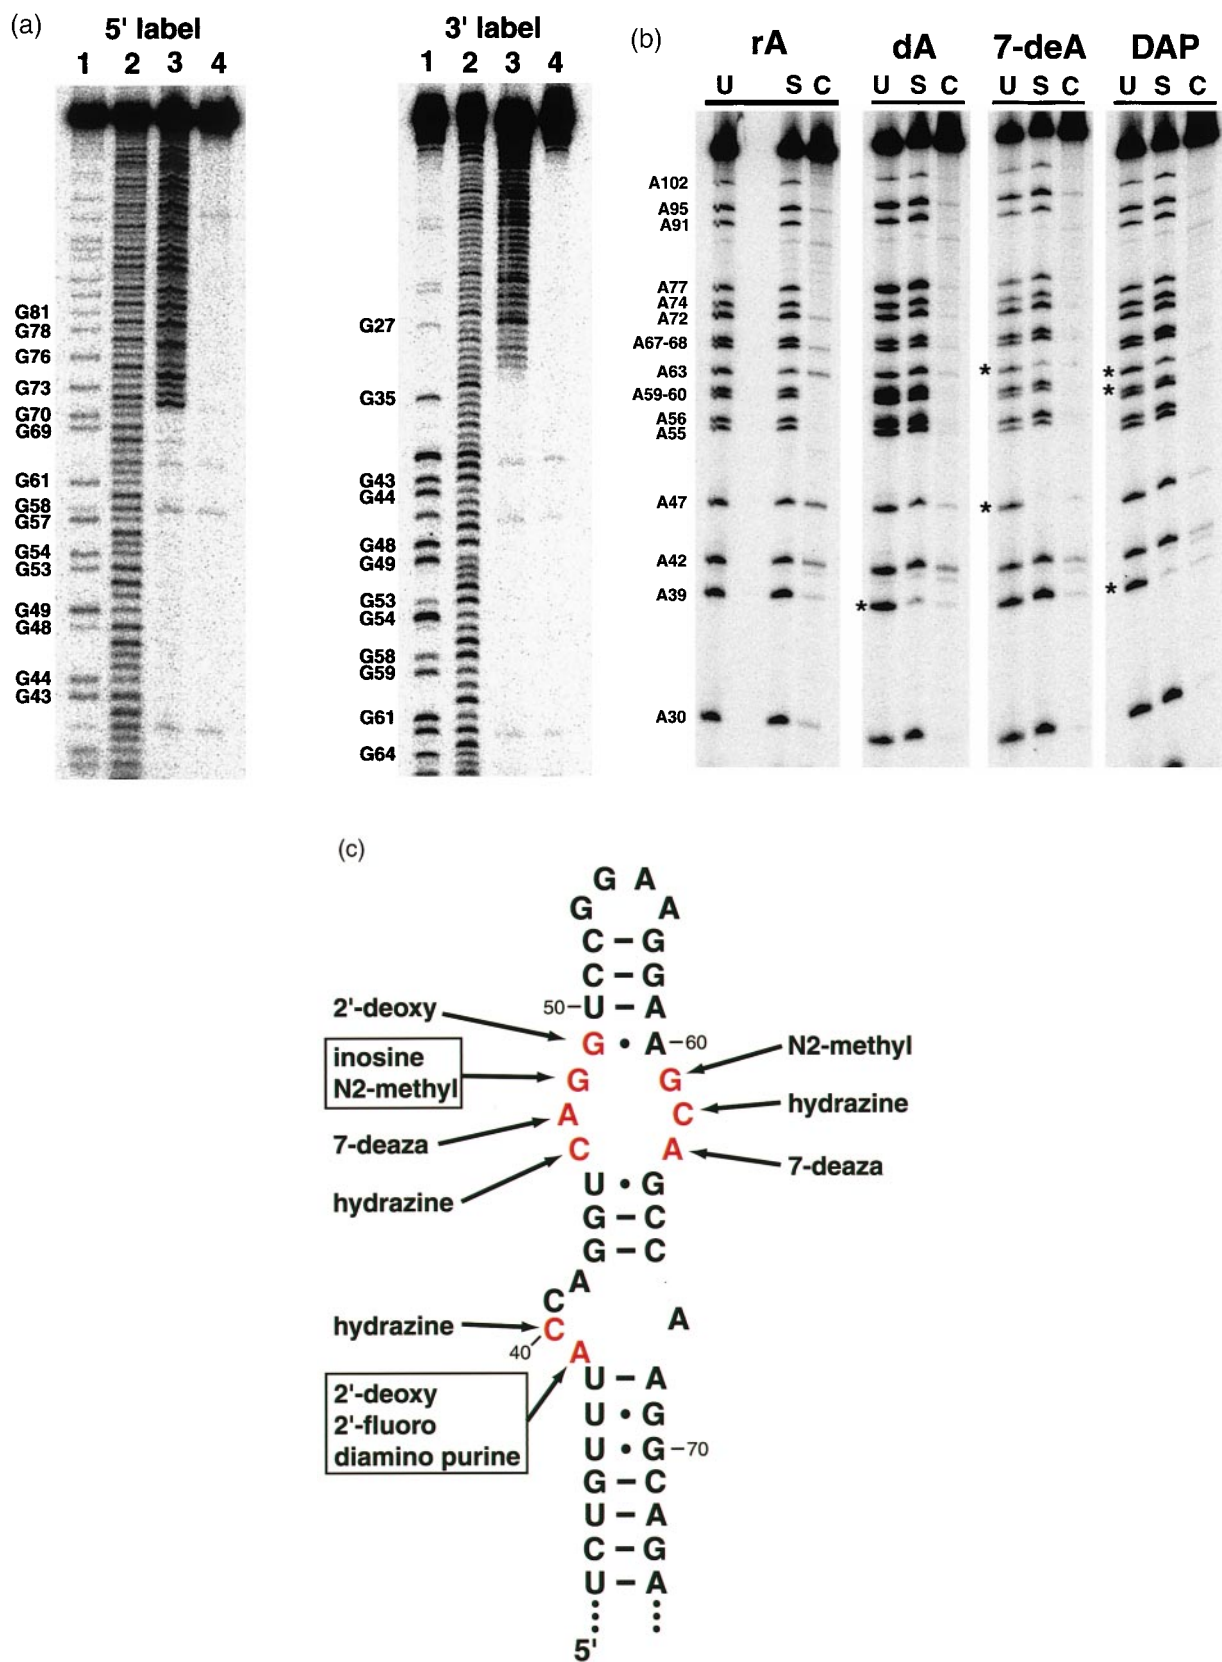 (a)
5' label
1 2 3 4
G81
G78
G76
G73
G70
G69
G61
G58
G57
G54
G53
G49
G48
G44
G43
3' label
1 2 3 4
G27
G35
G43
G44
G48
G49
G53
G54
G58
G59
G61
G64
(b)
rA dA 7-deA DAP
U S C U S C U S C U S C
A102
A95
A91
A77
A74
A72
A67-68
A63
A59-60
A56
A55
A47
A42
A39
A30
*
*
*
*
*
*
(c)
G A
G A
C – G
C – G
50 – U – A
2'-deoxy
G • A – 60
N2-methyl
inosine
N2-methyl
G G
hydrazine
A C
7-deaza
C A
7-deaza
hydrazine
U • G
G – C
G – C
A
C
hydrazine
C A
40
A
U – A
2'-deoxy
2'-fluoro
diamino purine
U • G
U • G – 70
G – C
U – A
C – G
U – A
5'